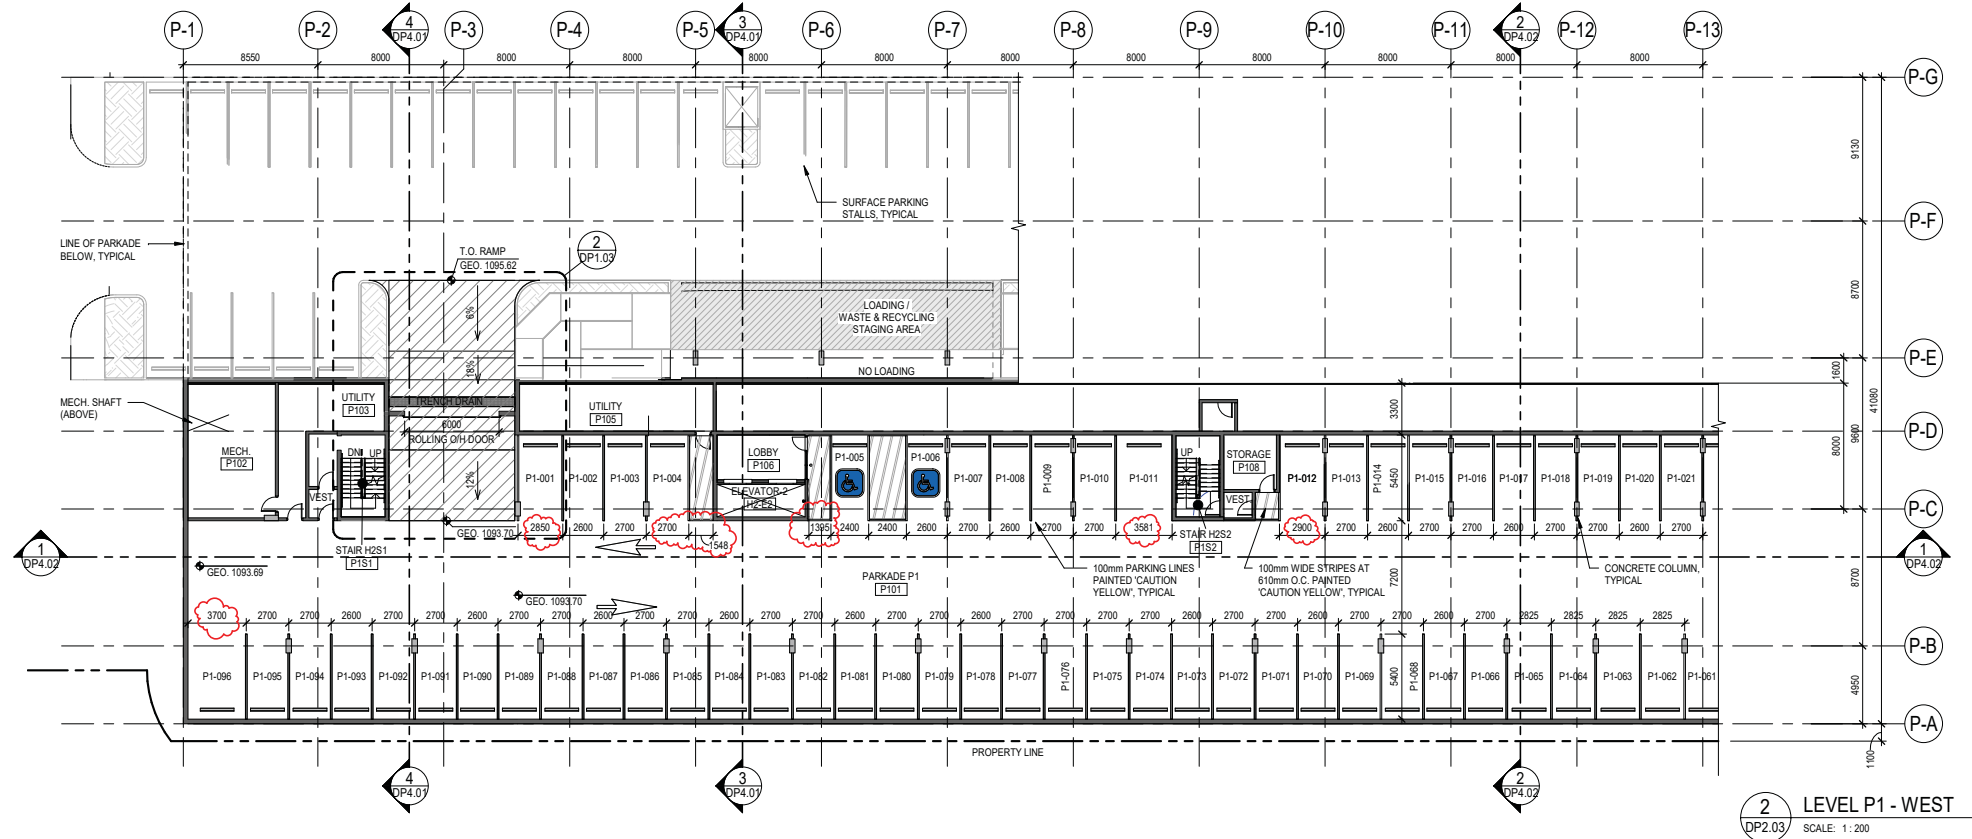 P-1 P-2 4 DP4.01 P-3 P-4 P-5 3 DP4.01 P-6 P-7 P-8 P-9 P-10 P-11 2 DP4.02 P-12 P-13
8550 8000 8000 8000 8000 8000 8000 8000 8000 8000 8000 8000
P-G
9130
SURFACE PARKING
STALLS, TYPICAL
P-F
LINE OF PARKADE
BELOW, TYPICAL
2
DP1.03
T.O. RAMP
GEO. 1095.62
8700
6%
LOADING /
WASTE & RECYCLING
STAGING AREA
P-E
18%
NO LOADING
1600
41080
MECH. SHAFT
(ABOVE)
UTILITY
P103
TRENCH DRAIN
UTILITY
P105
3300
8000
9600
6000
ROLLING O/H DOOR
P-D
MECH.
P102
DN UP
LOBBY
P106
P1-005
P1-006
UP
STORAGE
P108
12%
P1-001 P1-002 P1-003 P1-004
P1-007 P1-008 P1-009 P1-010 P1-011
P1-012 P1-013 P1-014 5450 P1-015 P1-016 P1-017 P1-018 P1-019 P1-020 P1-021
VEST.
ELEVATOR-2
H2-E2
VEST.
P-C
GEO. 1093.70
2850 2600 2700 2700 1548 1395 2400 2400 2600 2700 2600 2700 2700 3581 2900 2700 2600 2700 2600 2700 2700 2700 2600 2700
STAIR H2S1
P1S1
STAIR H2S2
P1S2
1
DP4.02
1
DP4.02
GEO. 1093.69
PARKADE P1
P101
100mm PARKING LINES
PAINTED 'CAUTION
YELLOW', TYPICAL
100mm WIDE STRIPES AT
610mm O.C. PAINTED
'CAUTION YELLOW', TYPICAL
7200
CONCRETE COLUMN,
TYPICAL
8700
GEO. 1093.70
3700 2700 2700 2600 2700 2700 2600 2700 2700 2600 2700 2700 2600 2700 2700 2600 2700 2600 2700 2600 2700 2700 2700 2600 2700 2700 2600 2700 2700 2600 2700 2825 2825 2825 2825
P-B
P1-096 P1-095 P1-094 P1-093 P1-092 P1-091 P1-090 P1-089 P1-088 P1-087 P1-086 P1-085 P1-084 P1-083 P1-082 P1-081 P1-080 P1-079 P1-078 P1-077 P1-076 P1-075 P1-074 P1-073 P1-072 P1-071 P1-070 P1-069 5400 P1-068 P1-067 P1-066 P1-065 P1-064 P1-063 P1-062 P1-061
4950
P-A
PROPERTY LINE
1100
4
DP4.01
3
DP4.01
2
DP4.02
2
DP2.03
LEVEL P1 - WEST
SCALE: 1 : 200